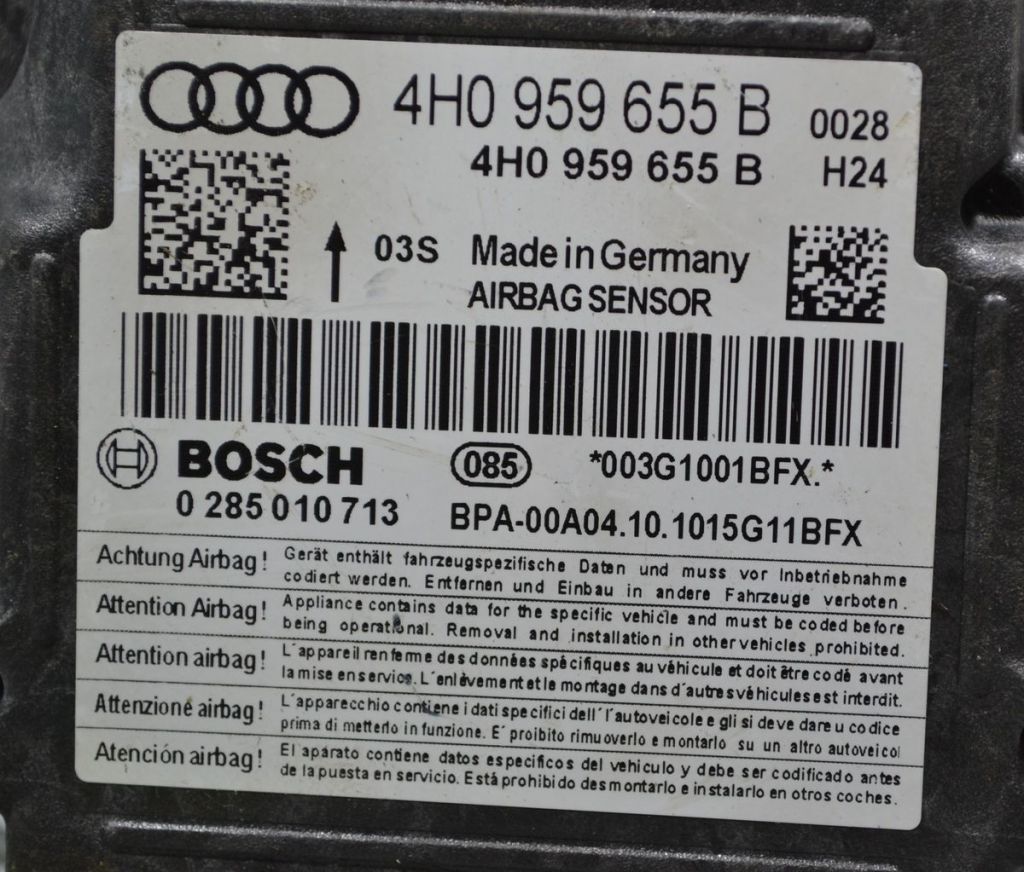 4H0 959 655 B 0028
4H0 959 655 B H24
03S Made in Germany
AIRBAG SENSOR
BOSCH 085 *003G1001BFX.*
0 285 010 713 BPA-00A04.10.1015G11BFX
Achtung Airbag! Gerät enthält fahrzeugspezifische Daten und muss vor Inbetriebnahme
codiert werden. Entfernen und Einbau in andere Fahrzeuge verboten.
Attention Airbag! Appliance contains data for the specific vehicle and must be coded before
being operational. Removal and installation in other vehicles prohibited.
Attention airbag! L'appareil renferme des données spécifiques au véhicule et doit être codé avant
la mise en service. L'enlèvement et le montage dans d'autres véhicules est interdit.
Attenzione airbag! L'apparecchio contiene i dati specifici dell' l'autoveicolo e gli si deve dare u codice
prima di metterlo in funzione. E' proibito rimuoverlo e montarlo su un altro autoveicol
Atención airbag! El aparato contiene datos especificos del vehiculo y debe ser codificado antes
de la puesta en servicio. Está prohibido desmontarlo e instalarlo en otros coches.